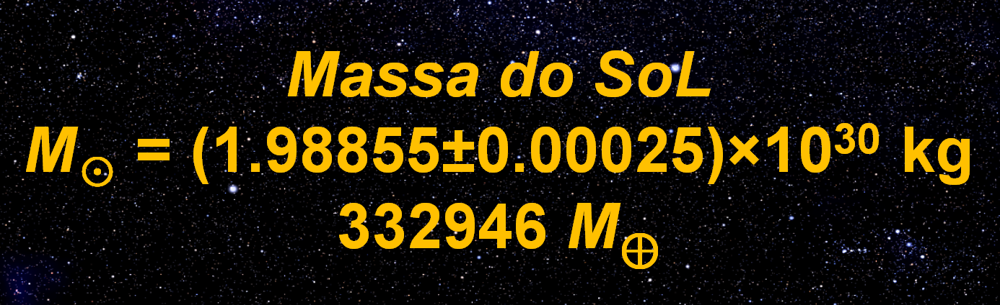 Massa do SoL
M☉ = (1.98855±0.00025)×10³⁰ kg
332946 M⊕